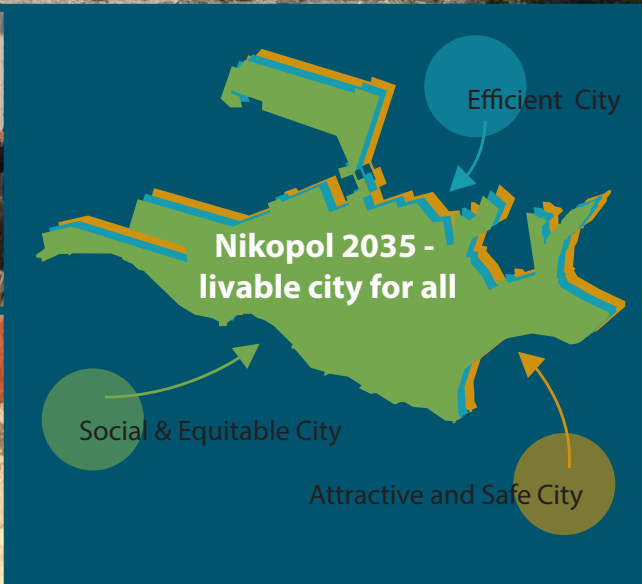 Efficient City
Nikopol 2035 -
livable city for all
Social & Equitable City
Attractive and Safe City